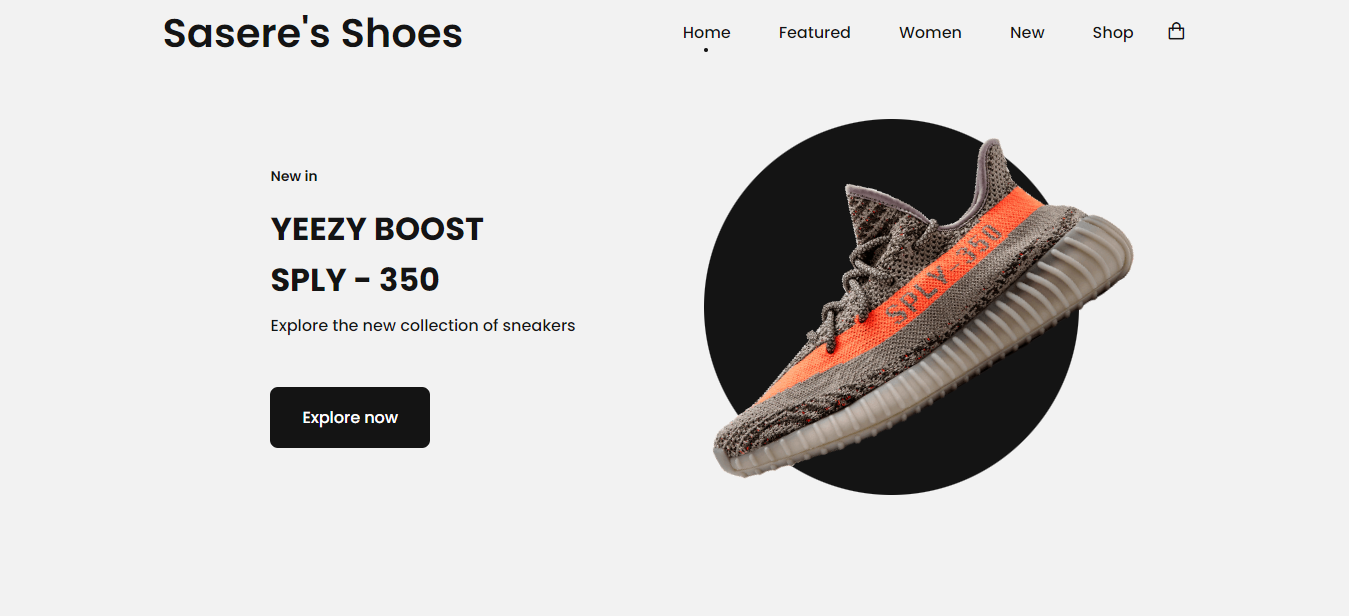 Sasere's Shoes
Home Featured Women New Shop
New in
YEEZY BOOST
SPLY - 350
Explore the new collection of sneakers
Explore now
SPLY 350